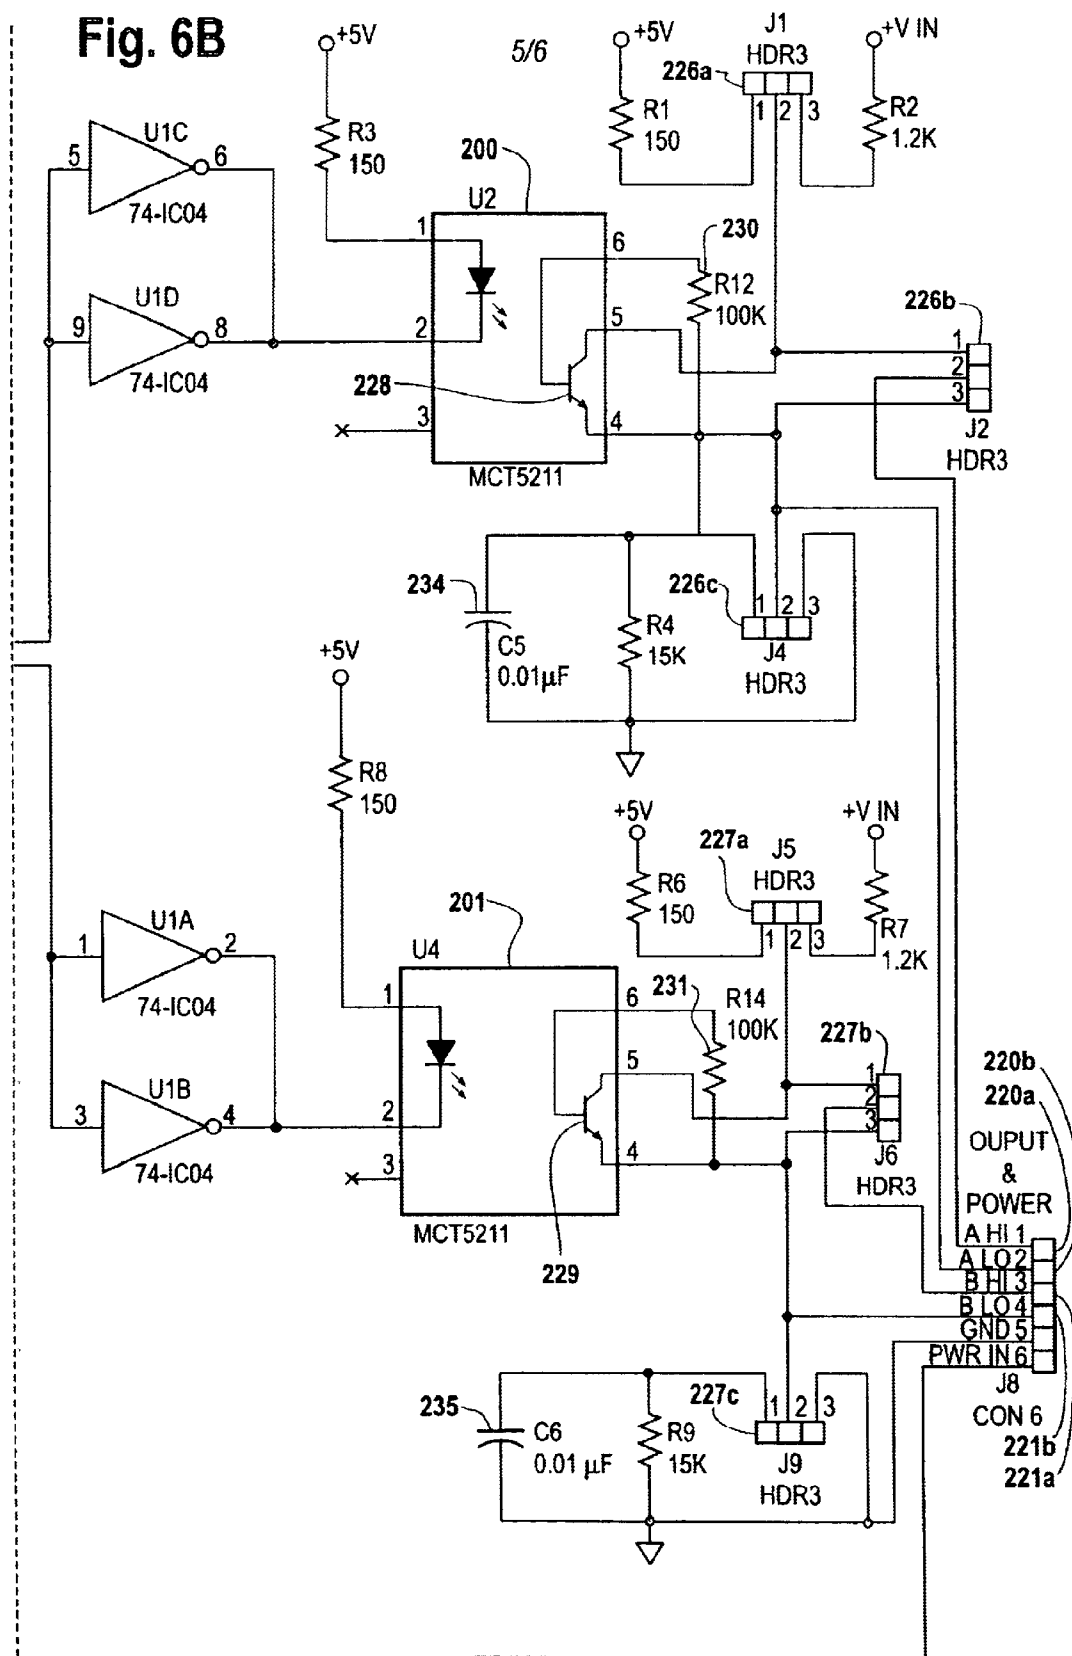 Fig. 6B
5/6
+5V
+5V
J1
HDR3
+V IN
226a
1 2 3
R3
150
R1
150
R2
1.2K
U1C
5 6
74-IC04
200
U2
1
6
230
R12
100K
226b
U1D
9 8
74-IC04
2
5
228
3
4
MCT5211
1
2
3
J2
HDR3
234
C5
0.01µF
R4
15K
226c
1 2 3
J4
HDR3
+5V
R8
150
+5V
R6
150
227a
J5
HDR3
1 2 3
+V IN
R7
1.2K
U1A
1 2
74-IC04
201
U4
1
6
231
R14
100K
227b
U1B
3 4
74-IC04
2
5
3
4
MCT5211
229
1
2
3
J6
HDR3
220b
220a
OUPUT
&
POWER
A HI 1
A LO 2
B HI 3
B LO 4
GND 5
PWR IN 6
J8
CON 6
221b
221a
235
C6
0.01 µF
R9
15K
227c
1 2 3
J9
HDR3